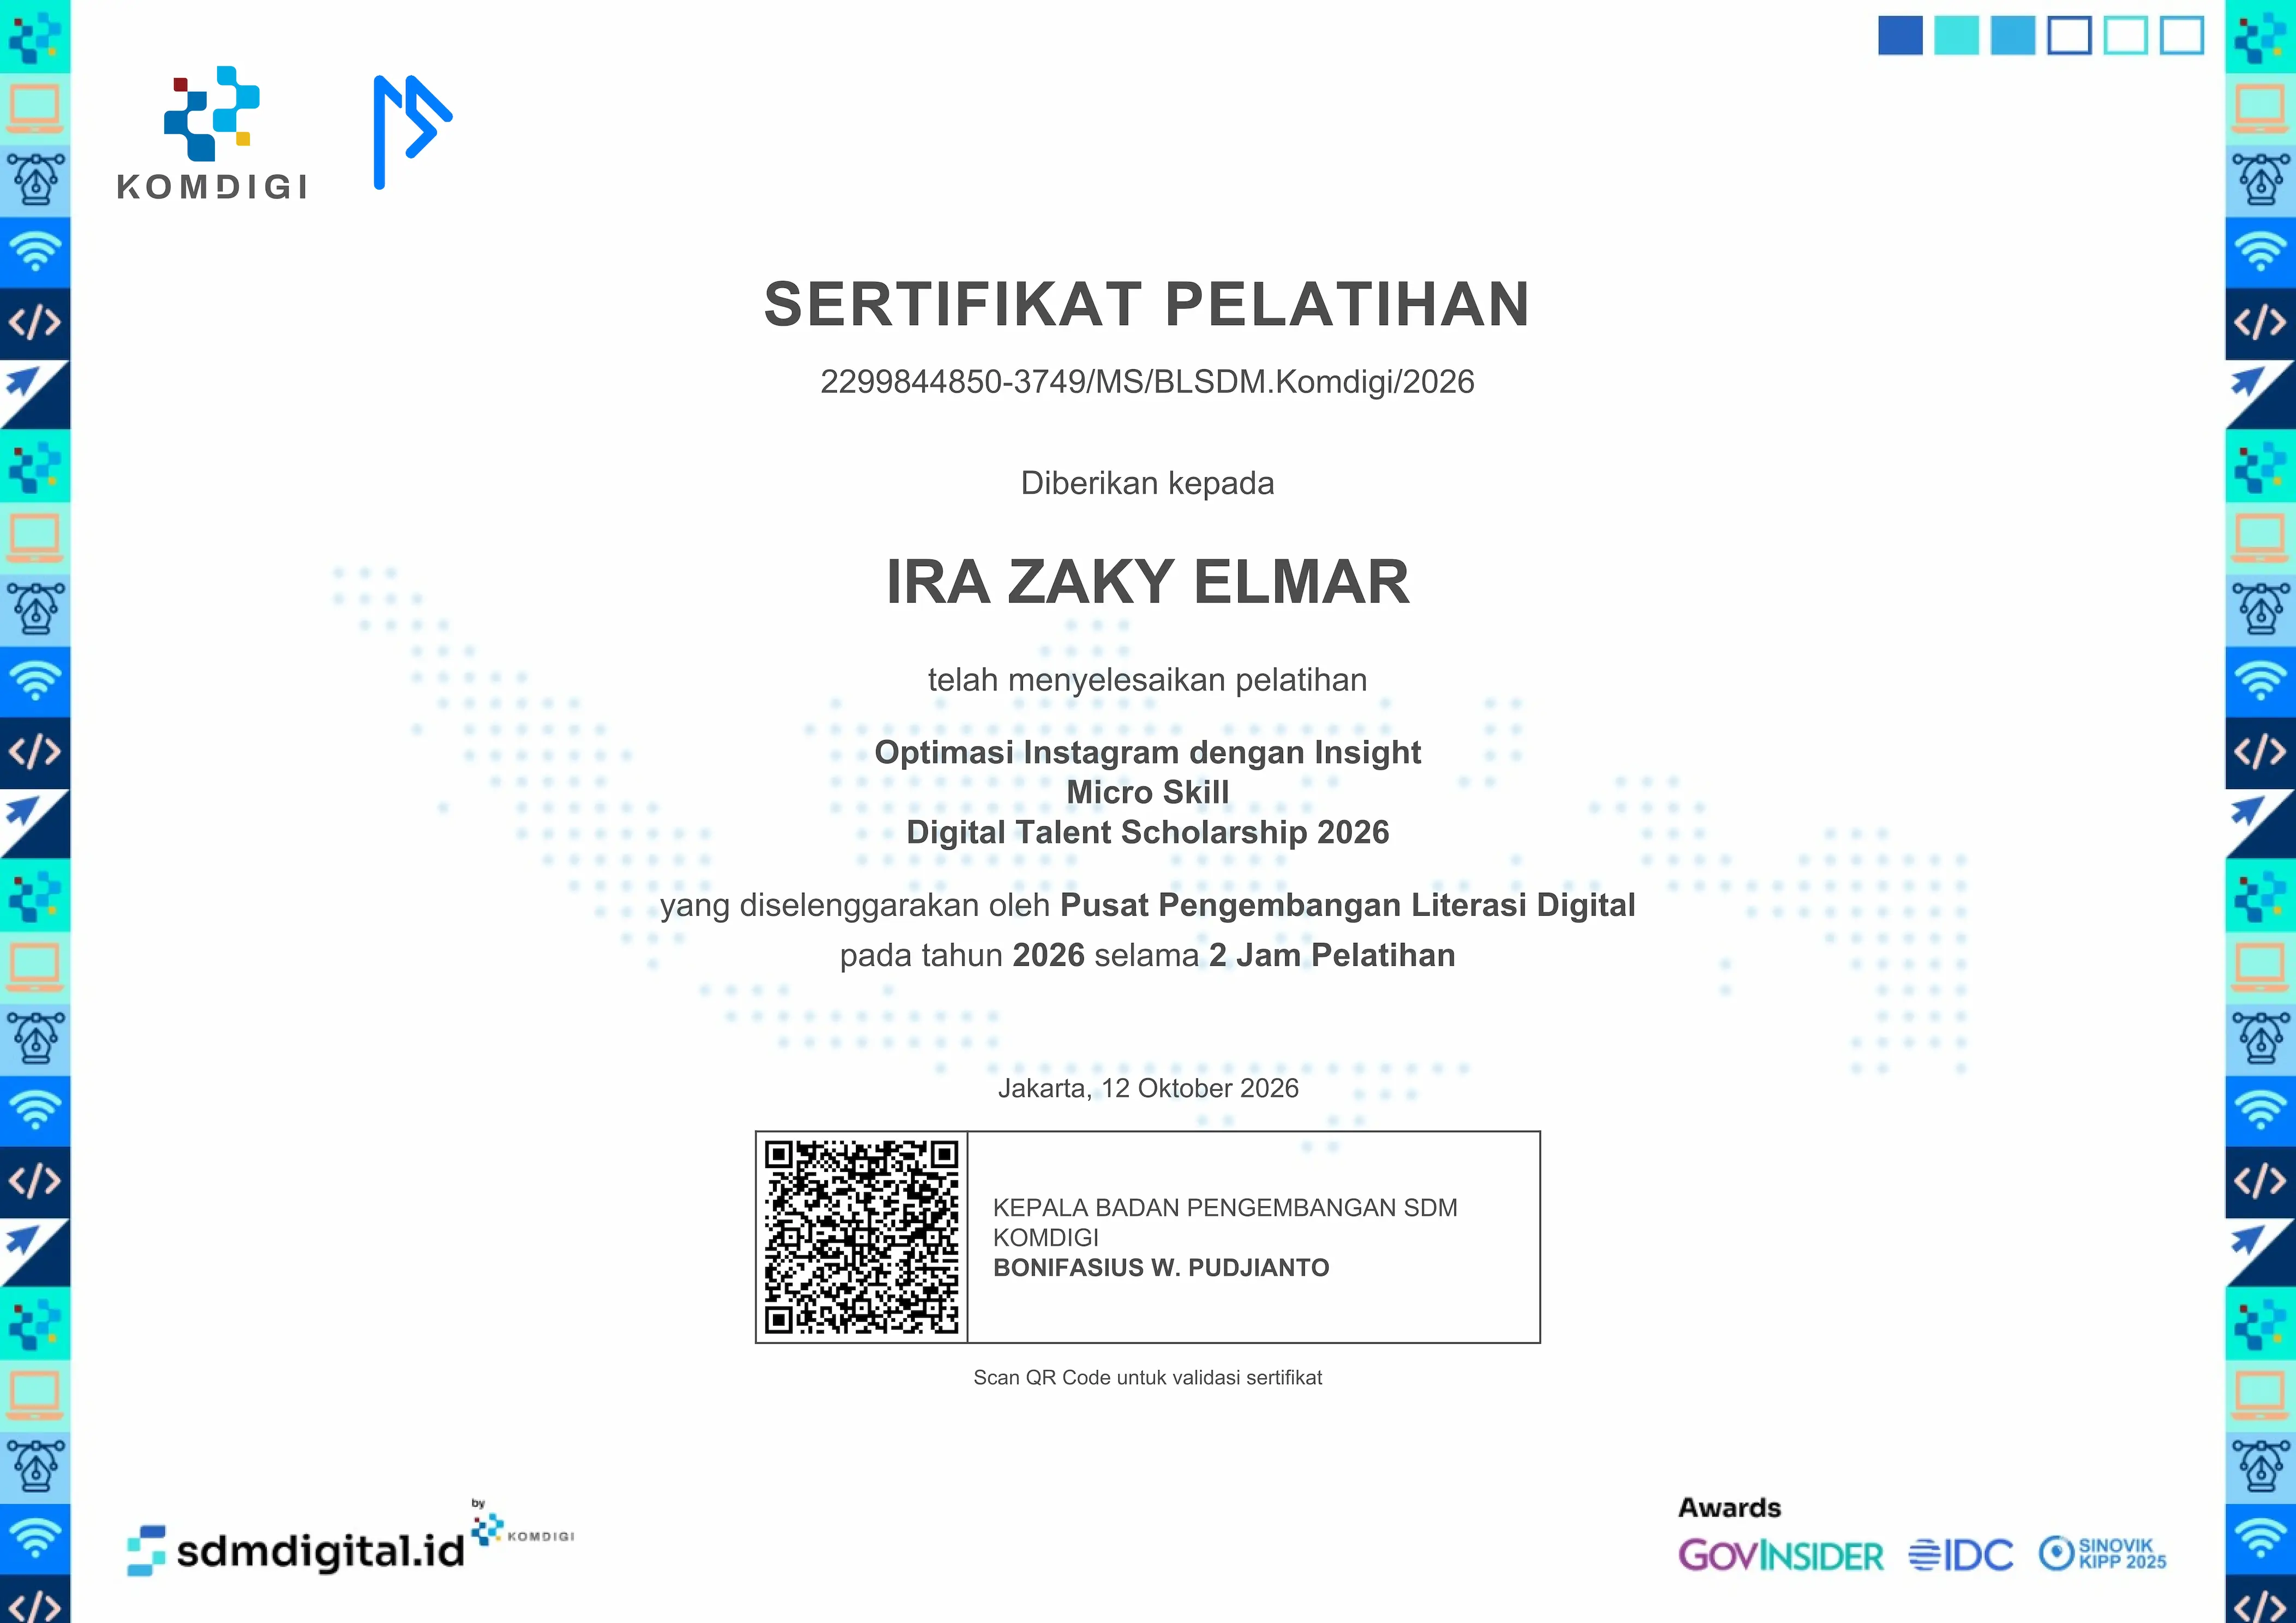 KOMDIGI
SERTIFIKAT PELATIHAN
2299844850-3749/MS/BLSDM.Komdigi/2026
Diberikan kepada
IRA ZAKY ELMAR
telah menyelesaikan pelatihan
Optimasi Instagram dengan Insight
Micro Skill
Digital Talent Scholarship 2026
yang diselenggarakan oleh Pusat Pengembangan Literasi Digital
pada tahun 2026 selama 2 Jam Pelatihan
Jakarta, 12 Oktober 2026
KEPALA BADAN PENGEMBANGAN SDM
KOMDIGI
BONIFASIUS W. PUDJIANTO
Scan QR Code untuk validasi sertifikat
sdmdigital.id by KOMDIGI
Awards
GOVINSIDER IDC SINOVIK
KIPP 2025